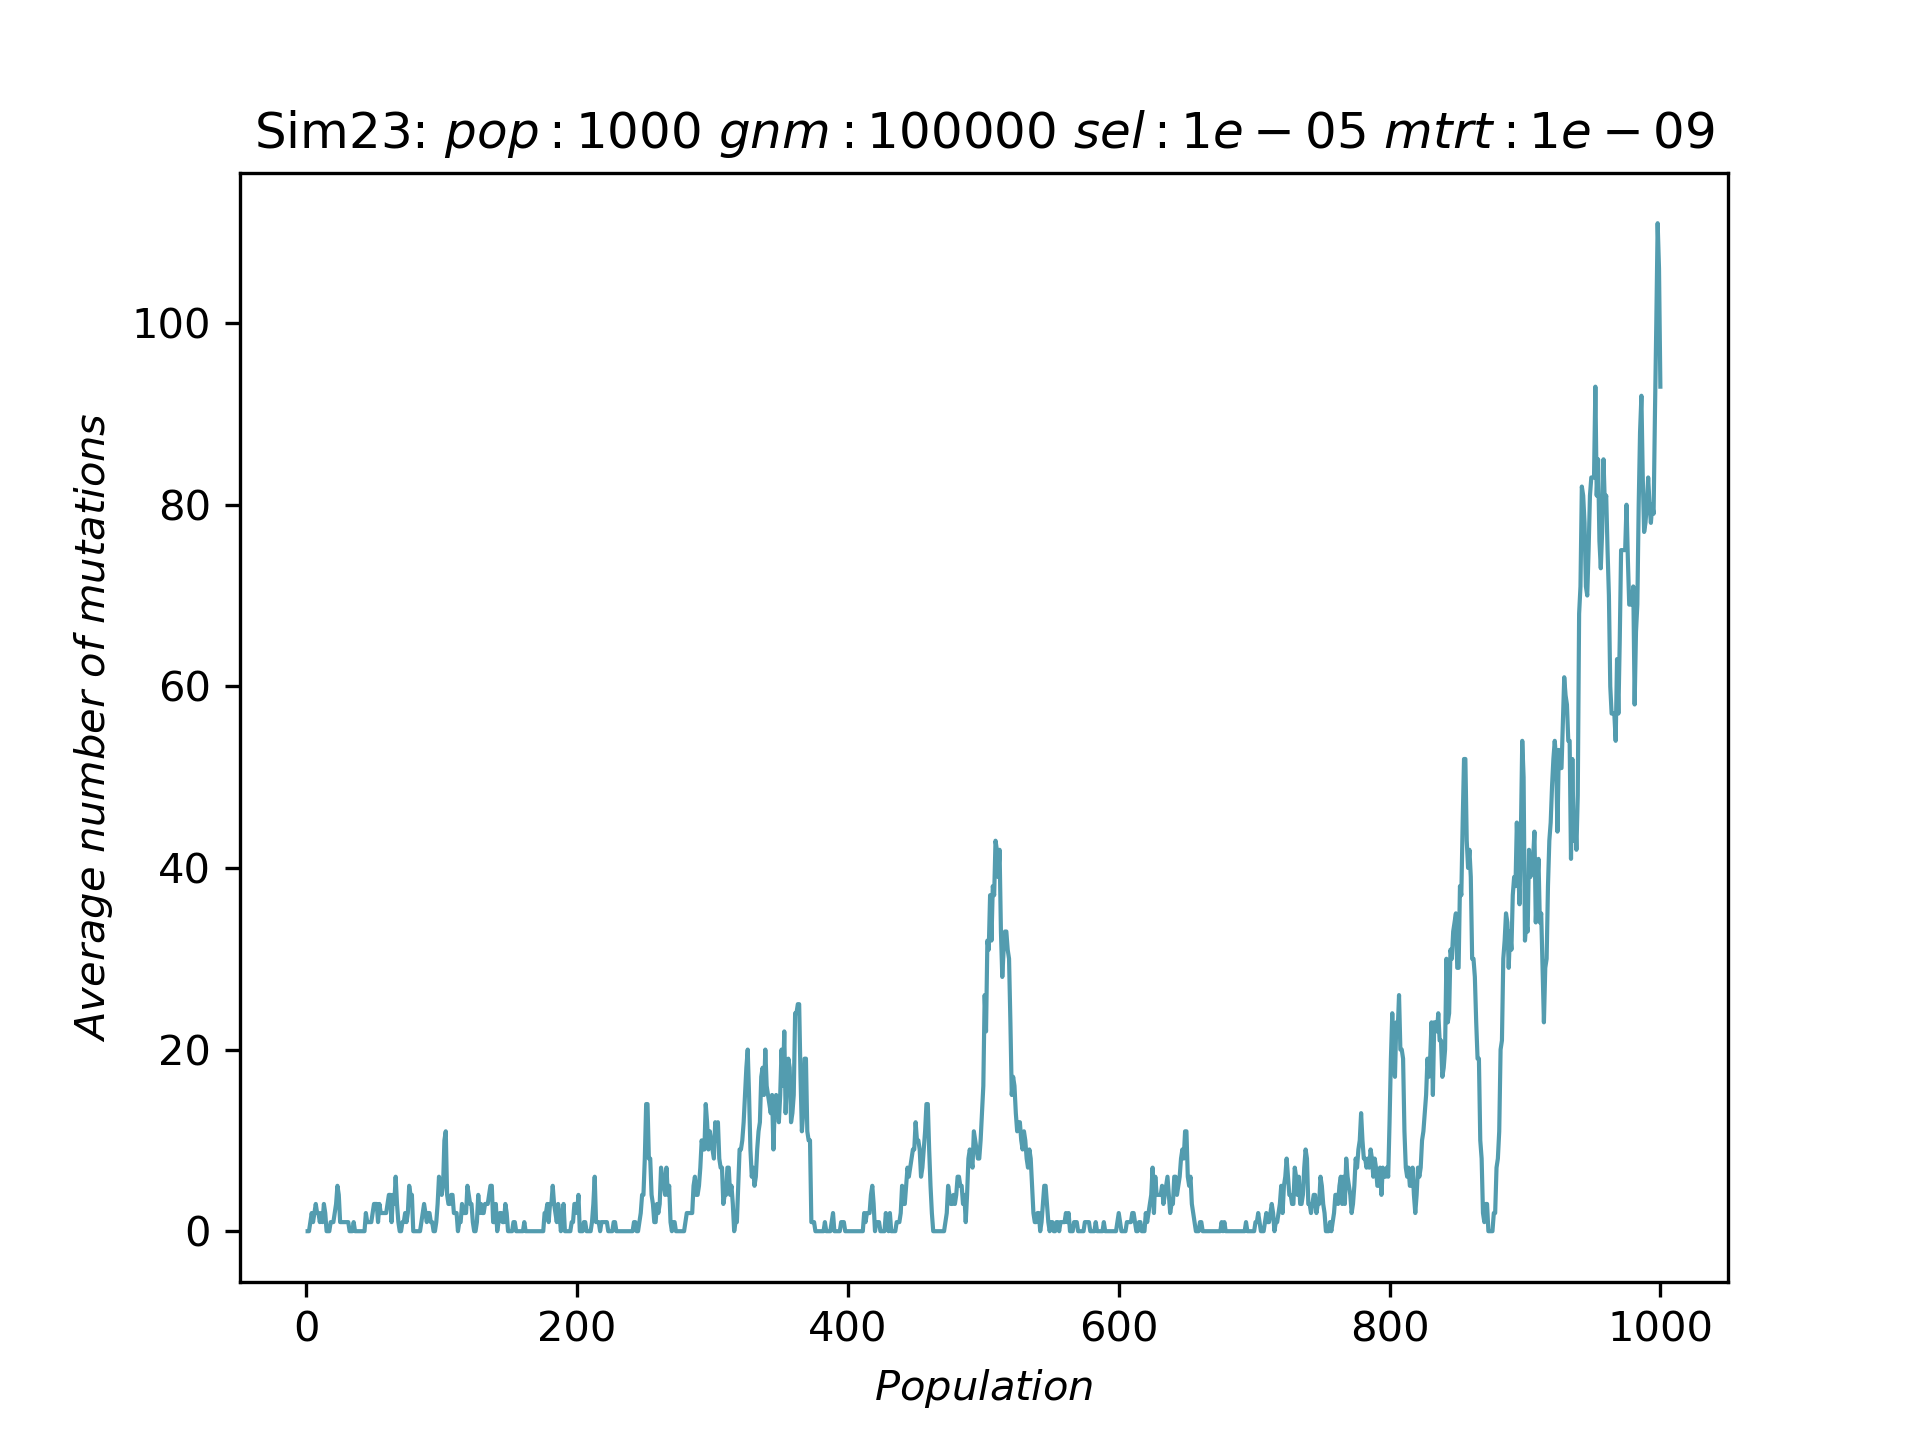 Sim23: pop : 1000 gnm : 100000 sel : 1e − 05 mtrt : 1e − 09
Average number of mutations
100
80
60
40
20
0
0 200 400 600 800 1000
Population